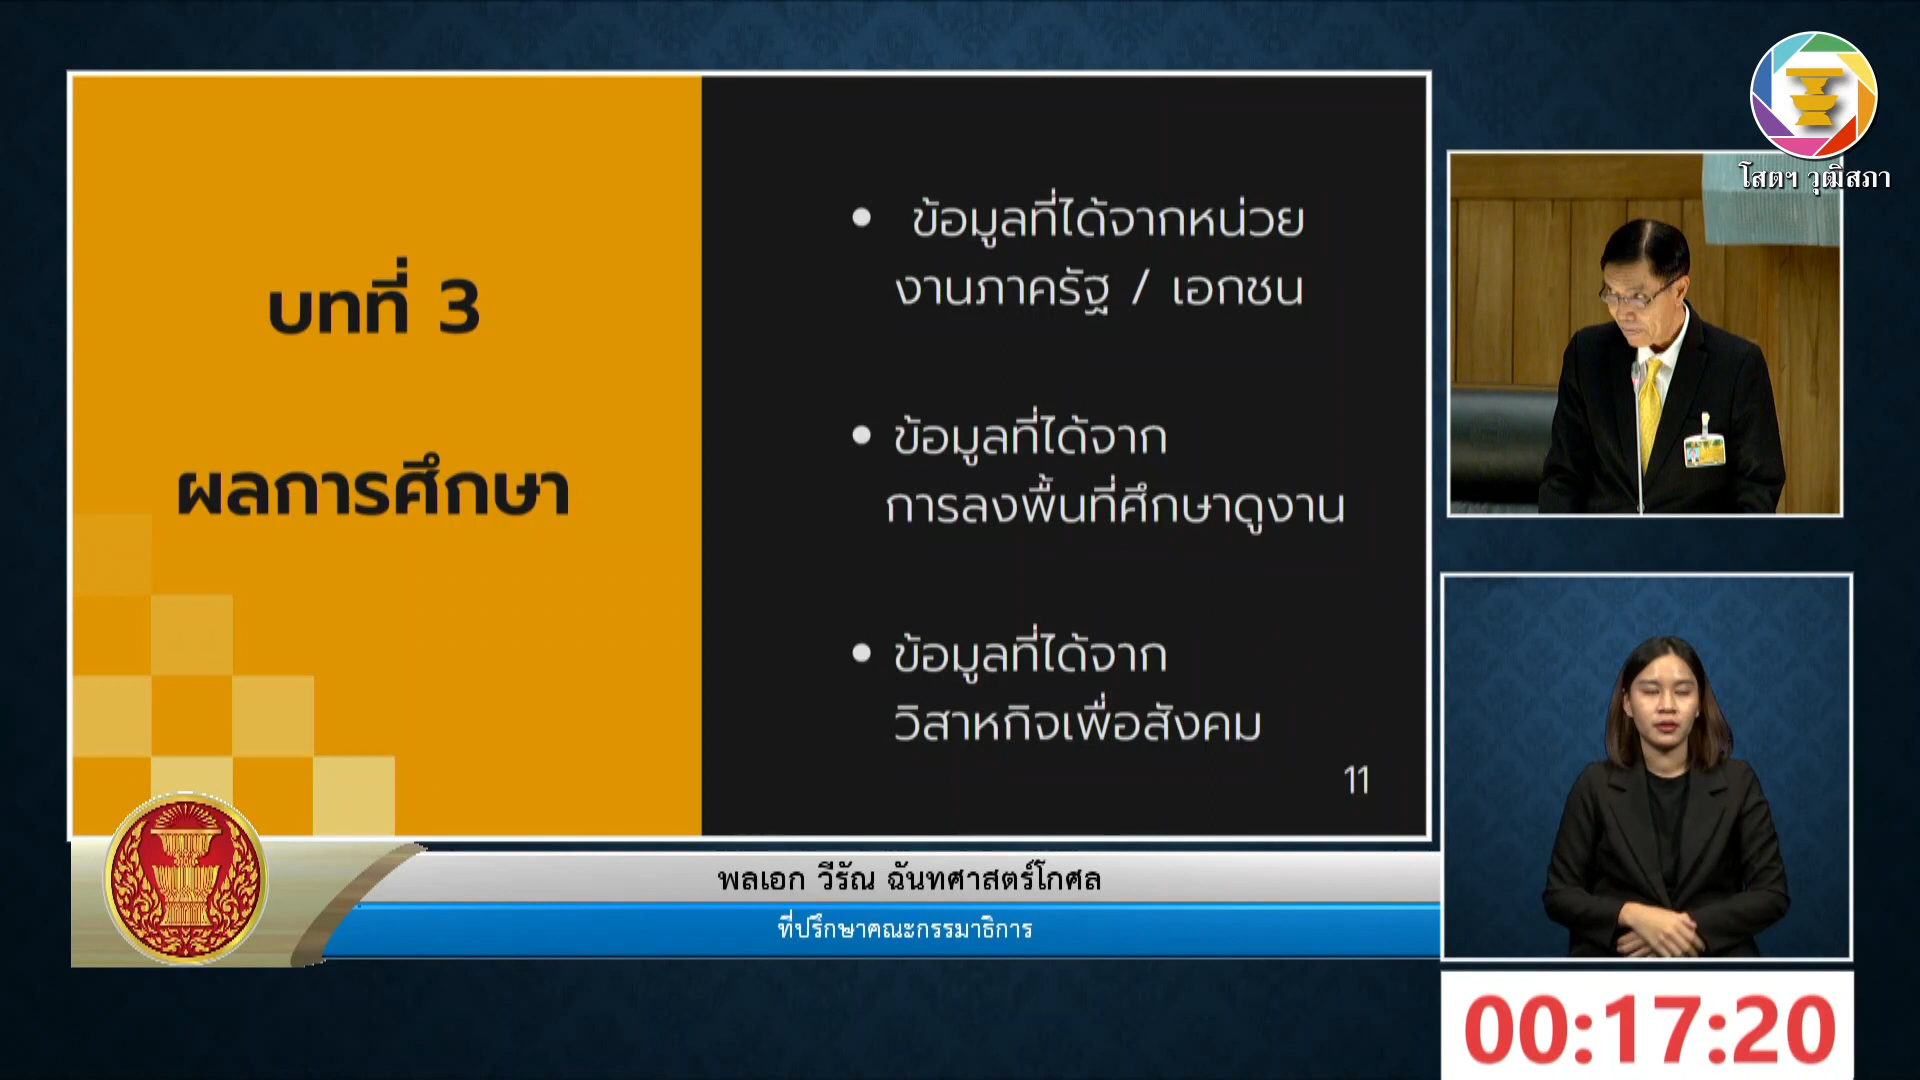 บทที่ 3
ผลการศึกษา
• ข้อมูลที่ได้จากหน่วย
งานภาครัฐ / เอกชน
• ข้อมูลที่ได้จาก
การลงพื้นที่ศึกษาดูงาน
• ข้อมูลที่ได้จาก
วิสาหกิจเพื่อสังคม
11
โสตฯ วุฒิสภา
พลเอก วีรัณ ฉันทศาสตร์โกศล
ที่ปรึกษาคณะกรรมาธิการ
00:17:20